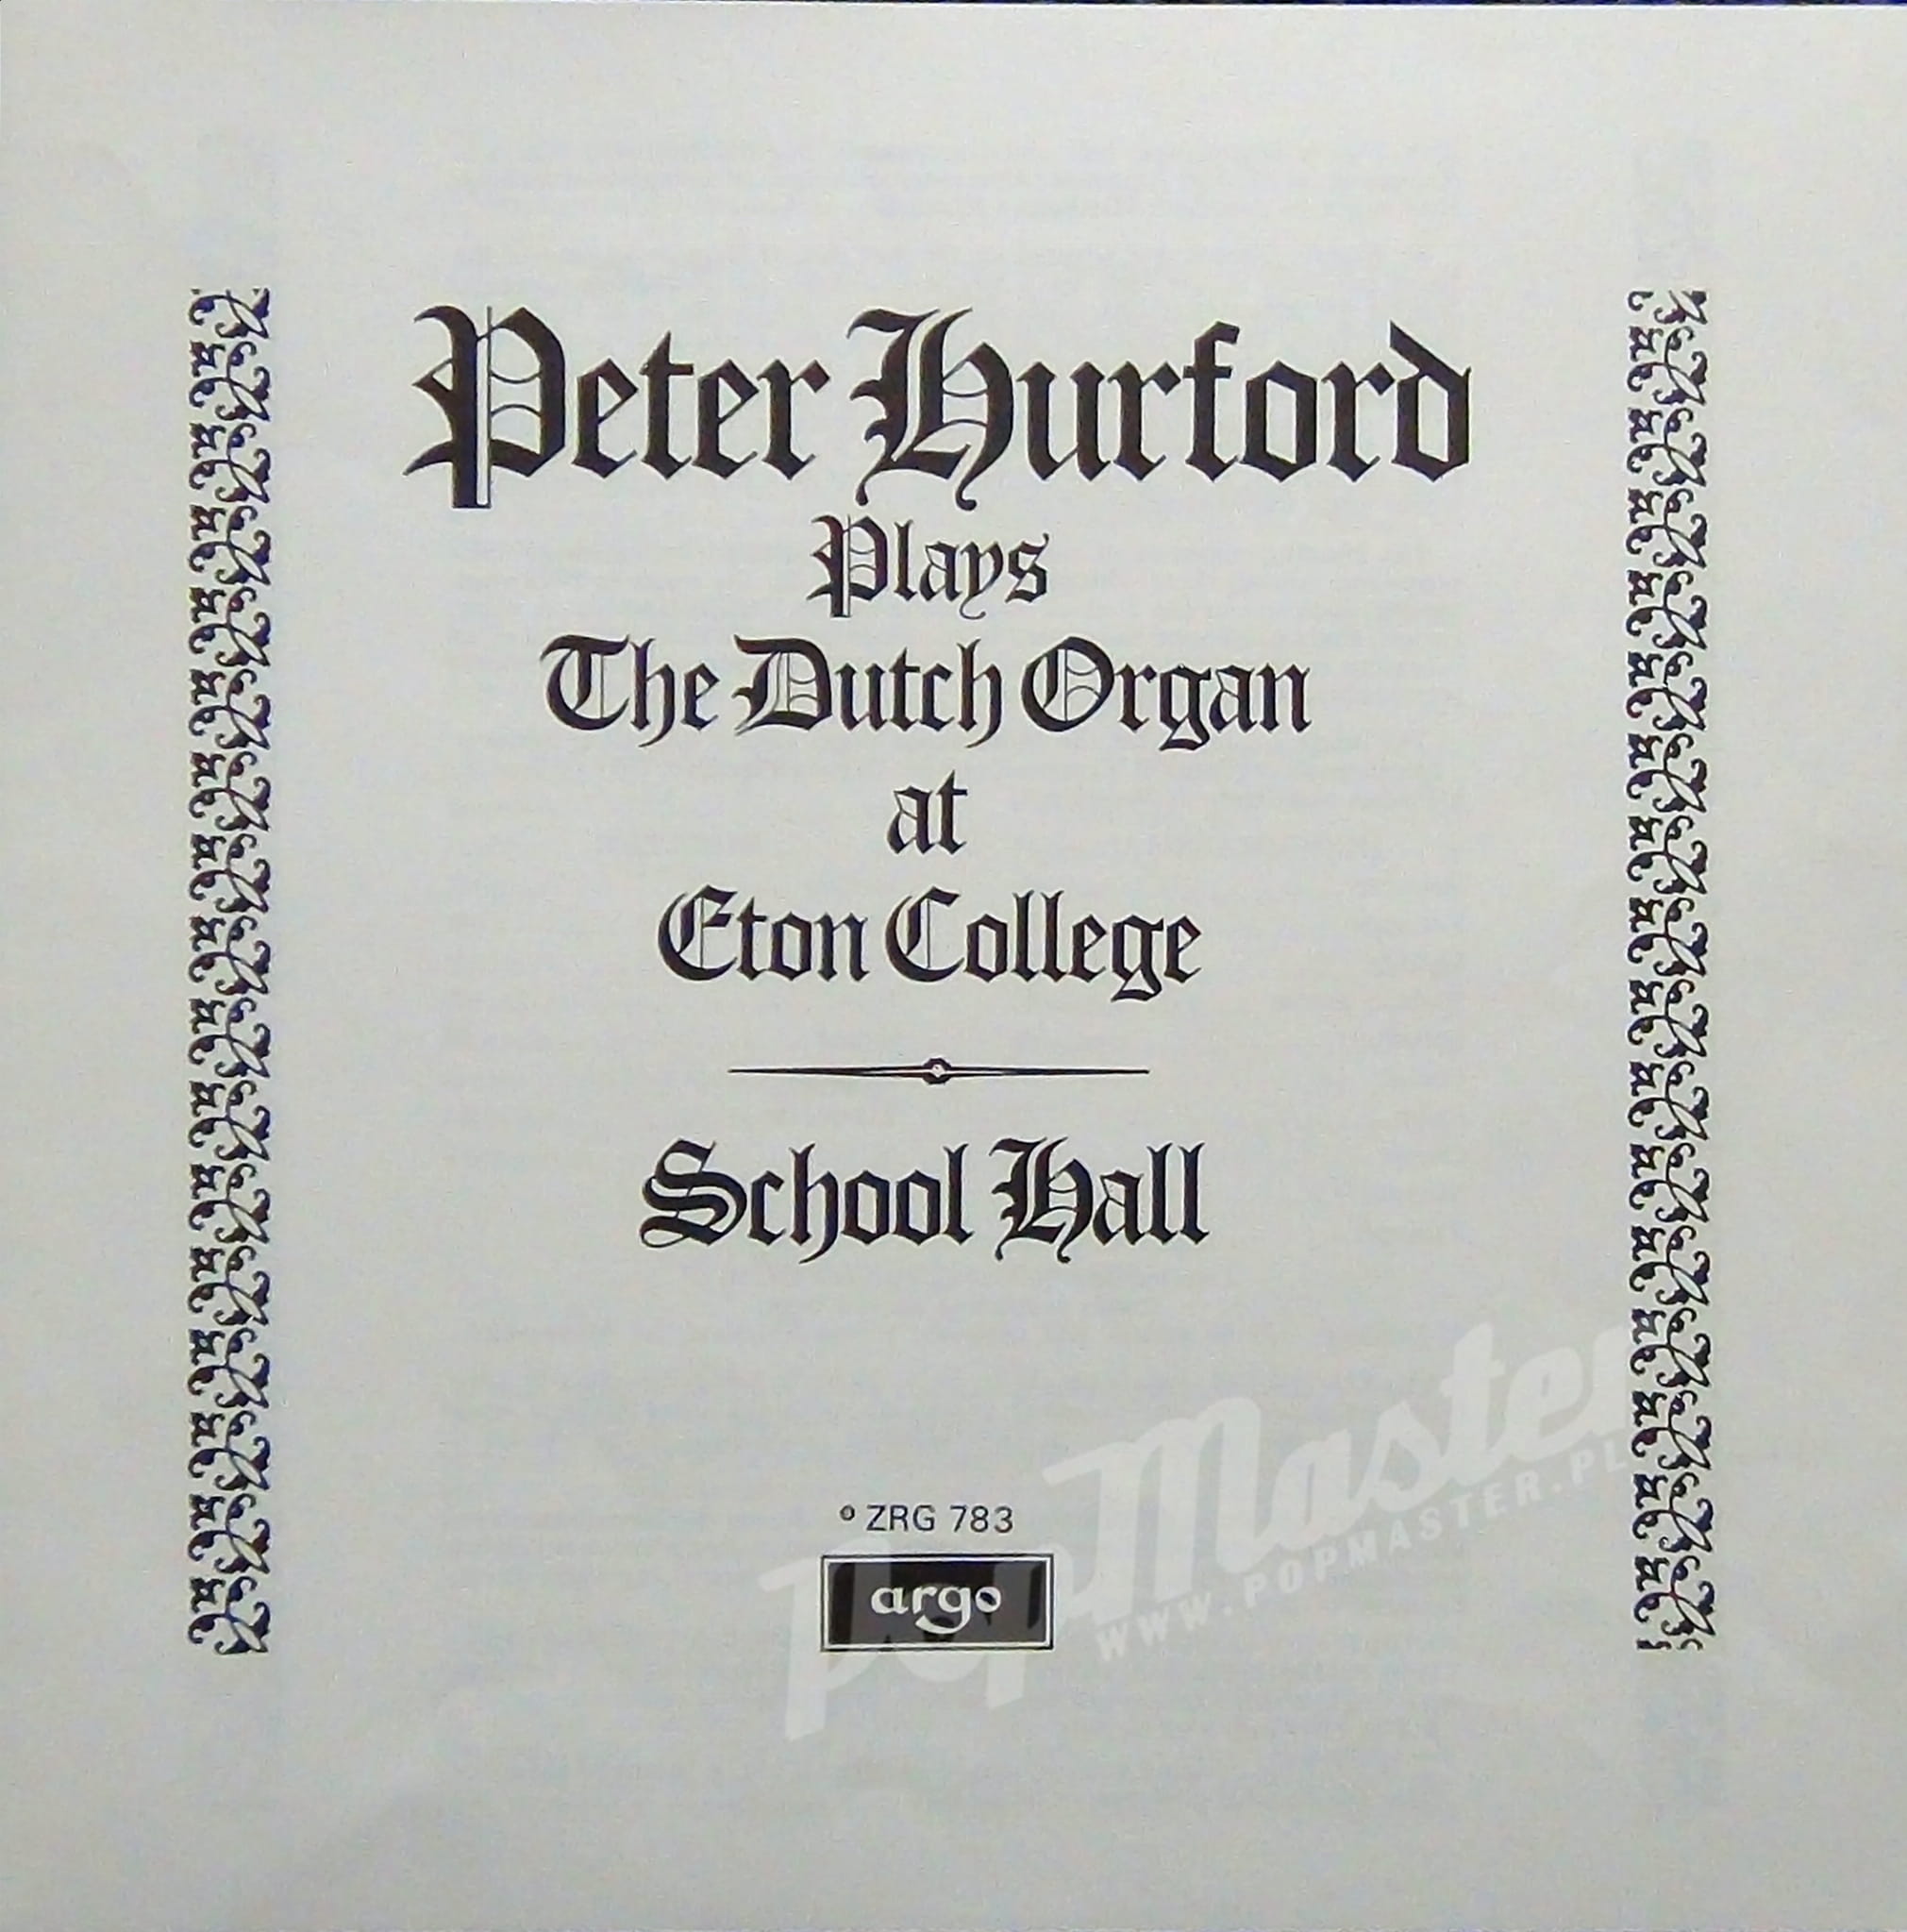 Peter Hurford
Plays
The Dutch Organ
at
Eton College
School Hall
° ZRG 783
argo
PopMaster
WWW.POPMASTER.PL